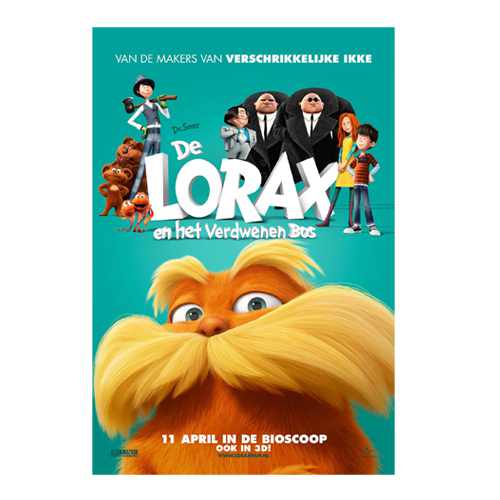 VAN DE MAKERS VAN VERSCHRIKKELIJKE IKKE
Dr. Seuss'
De
LORAX
en het Verdwenen Bos
11 APRIL IN DE BIOSCOOP
OOK IN 3D!